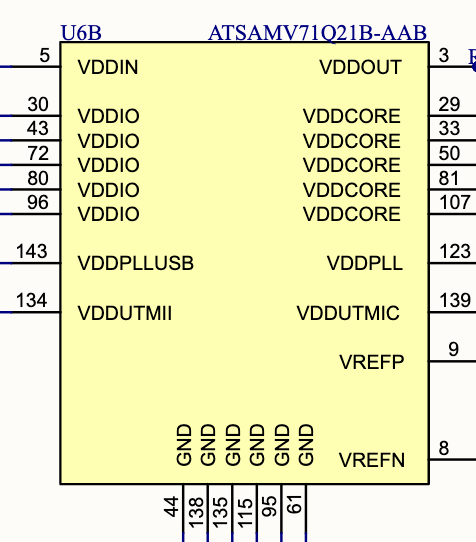 U6B ATSAMV71Q21B-AAB
5 VDDIN VDDOUT 3
30 VDDIO VDDCORE 29
43 VDDIO VDDCORE 33
72 VDDIO VDDCORE 50
80 VDDIO VDDCORE 81
96 VDDIO VDDCORE 107
143 VDDPLLUSB VDDPLL 123
134 VDDUTMII VDDUTMIC 139
VREFP 9
VREFN 8
GND GND GND GND GND GND
44 138 135 115 95 61